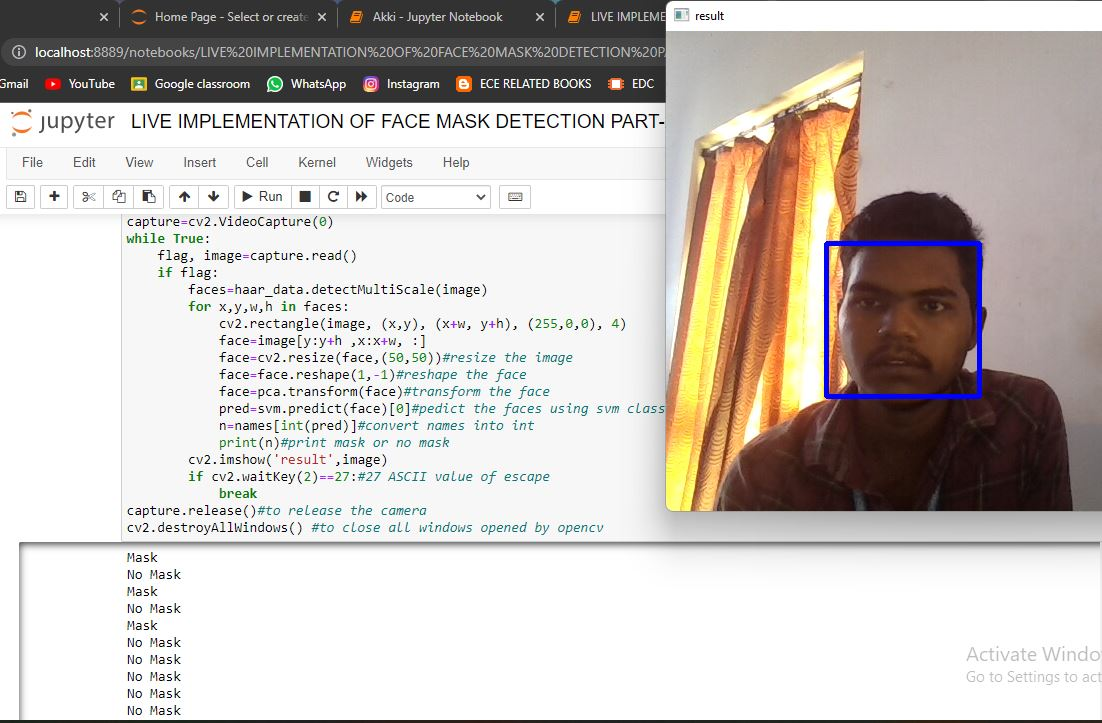 Home Page - Select or create
Akki - Jupyter Notebook
LIVE IMPLEME
result
localhost:8889/notebooks/LIVE%20IMPLEMENTATION%20OF%20FACE%20MASK%20DETECTION%20PA
Gmail
YouTube
Google classroom
WhatsApp
Instagram
ECE RELATED BOOKS
EDC
jupyter
LIVE IMPLEMENTATION OF FACE MASK DETECTION PART-
File Edit View Insert Cell Kernel Widgets Help
Run
Code
capture=cv2.VideoCapture(0)
while True:
    flag, image=capture.read()
    if flag:
        faces=haar_data.detectMultiScale(image)
        for x,y,w,h in faces:
            cv2.rectangle(image, (x,y), (x+w, y+h), (255,0,0), 4)
            face=image[y:y+h ,x:x+w, :]
            face=cv2.resize(face,(50,50))#resize the image
            face=face.reshape(1,-1)#reshape the face
            face=pca.transform(face)#transform the face
            pred=svm.predict(face)[0]#pedict the faces using svm class
            n=names[int(pred)]#convert names into int
            print(n)#print mask or no mask
        cv2.imshow('result',image)
        if cv2.waitKey(2)==27:#27 ASCII value of escape
            break
capture.release()#to release the camera
cv2.destroyAllWindows() #to close all windows opened by opencv
Mask
No Mask
Mask
No Mask
Mask
No Mask
No Mask
No Mask
No Mask
No Mask
Activate Windo
Go to Settings to act